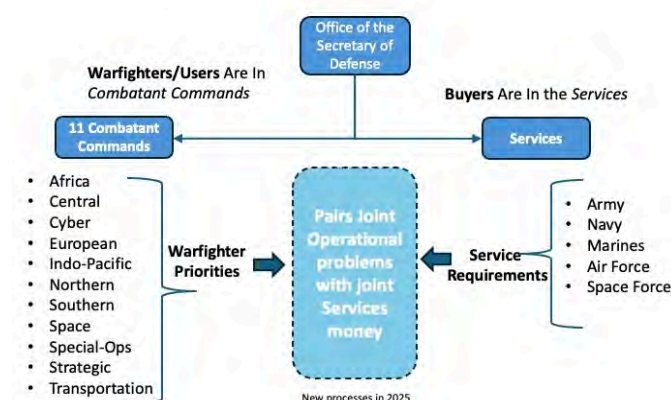 Office of the
Secretary of
Defense
Warfighters/Users Are In
Combatant Commands
Buyers Are In the Services
11 Combatant
Commands
Services
• Africa
• Central
• Cyber
• European
• Indo-Pacific
• Northern
• Southern
• Space
• Special-Ops
• Strategic
• Transportation
Warfighter
Priorities
Pairs Joint
Operational
problems
with joint
Services
money
Service
Requirements
• Army
• Navy
• Marines
• Air Force
• Space Force
New processes in 2025